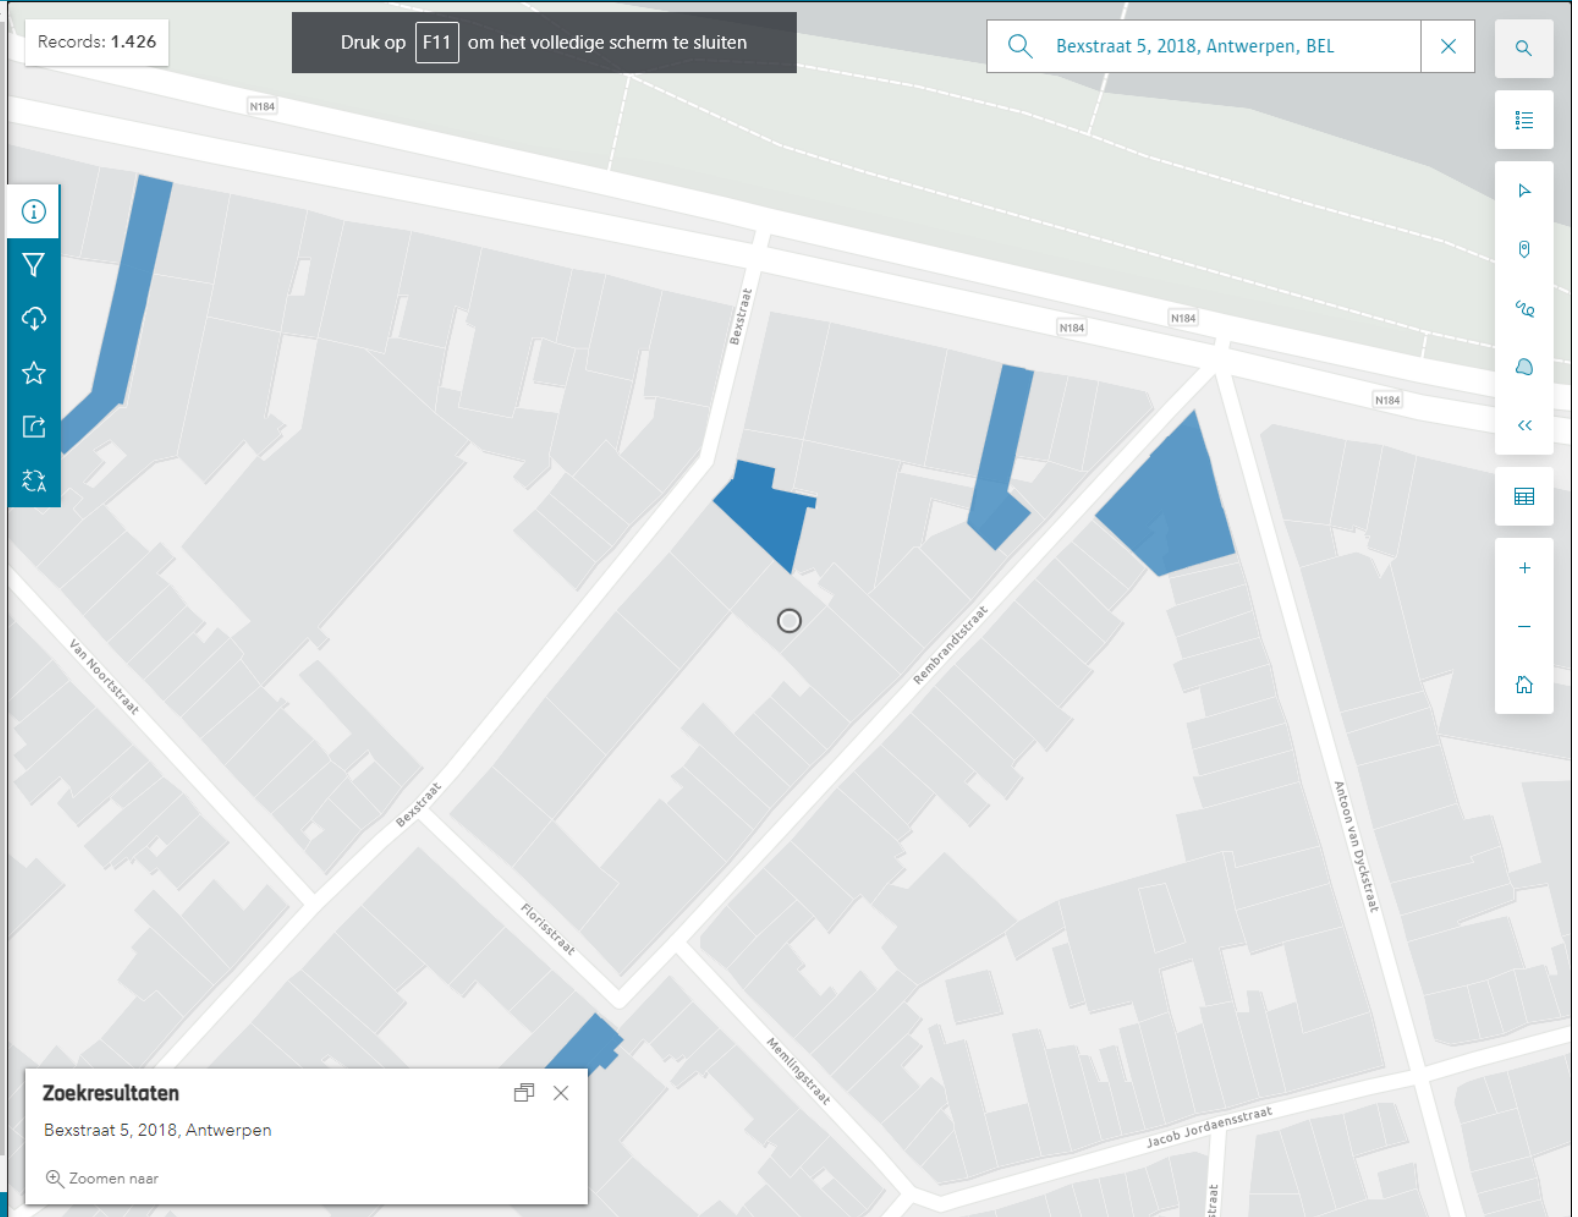 Records: 1.426
Druk op F11 om het volledige scherm te sluiten
Bexstraat 5, 2018, Antwerpen, BEL
N184
Bexstraat
N184
N184
N184
Rembrandtstraat
Van Noortstraat
Bexstraat
Antoon van Dyckstraat
Florisstraat
Memlingstraat
Jacob Jordaensstraat
straat
Zoekresultaten
Bexstraat 5, 2018, Antwerpen
Zoomen naar